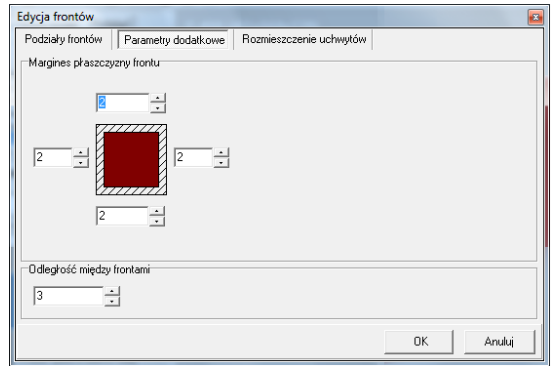 Edycja frontów
Podziały frontów Parametry dodatkowe Rozmieszczenie uchwytów
Margines płaszczyzny frontu
2
2 2
2
Odległość między frontami
3
OK Anuluj